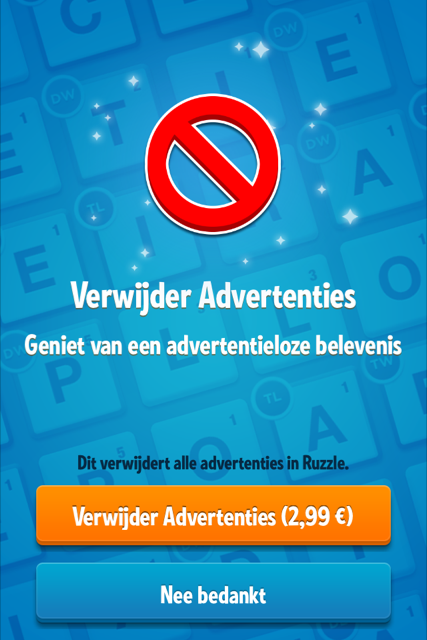 Verwijder Advertenties
Geniet van een advertentieloze belevenis
Dit verwijdert alle advertenties in Ruzzle.
Verwijder Advertenties (2,99 €)
Nee bedankt